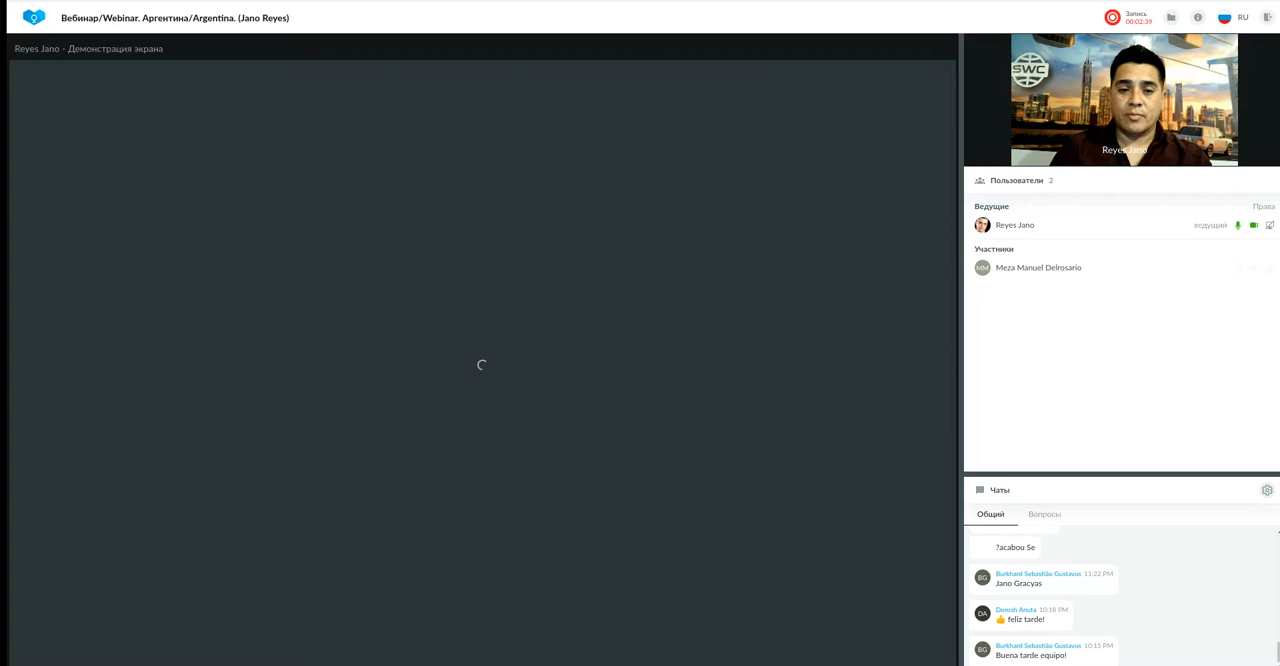 Вебинар/Webinar. Аргентина/Argentina. (Jano Reyes)
Запись
00:02:39
RU
Reyes Jano - Демонстрация экрана
SWC
Reyes Jano
Пользователи 2
Ведущие Права
Reyes Jano ведущий
Участники
MM Meza Manuel Delrosario
Чаты
Общий Вопросы
?acabou Se
BG Burkhard Sebastião Gustavus 11:22 PM
Jano Gracyas
DA Dorosh Anuta 10:18 PM
👍 feliz tarde!
BG Burkhard Sebastião Gustavus 10:15 PM
Buena tarde equipo!